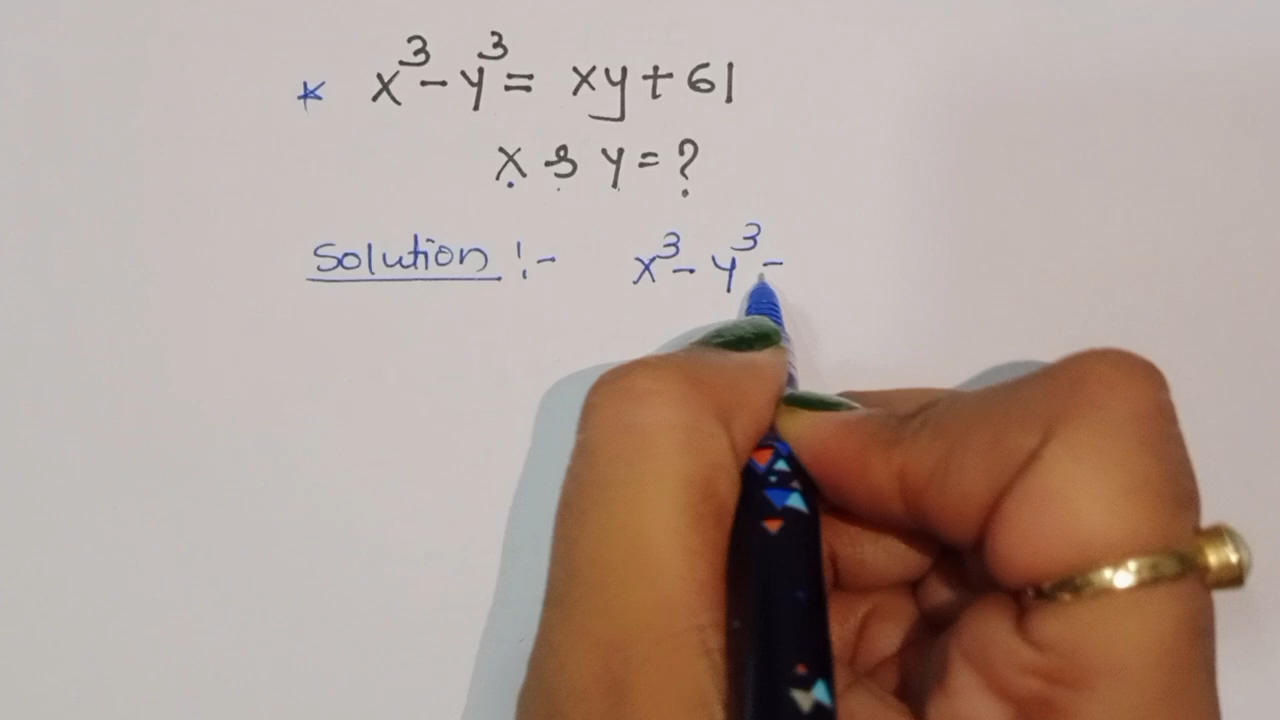 * x³-y³= xy+61
x & y = ?
Solution :- x³- y³-